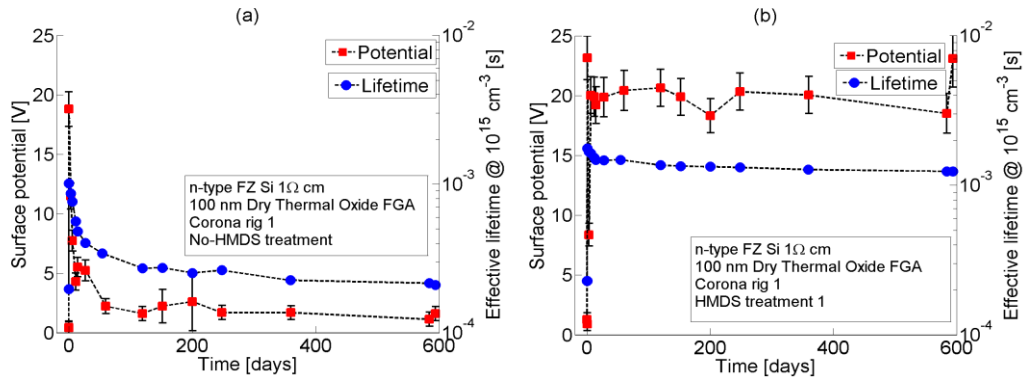 (a)
25
20
15
10
5
0
Surface potential [V]
Potential
Lifetime
n-type FZ Si 1Ω cm
100 nm Dry Thermal Oxide FGA
Corona rig 1
No-HMDS treatment
10⁻²
10⁻³
10⁻⁴
Effective lifetime @ 10¹⁵ cm⁻³ [s]
0 200 400 600
Time [days]
(b)
25
20
15
10
5
0
Surface potential [V]
Potential
Lifetime
n-type FZ Si 1Ω cm
100 nm Dry Thermal Oxide FGA
Corona rig 1
HMDS treatment 1
10⁻²
10⁻³
10⁻⁴
Effective lifetime @ 10¹⁵ cm⁻³ [s]
0 200 400 600
Time [days]